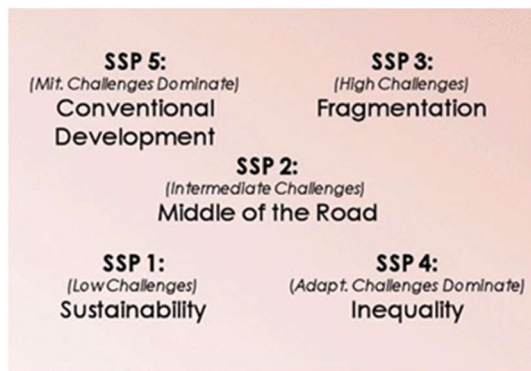 SSP 5:
(Mit. Challenges Dominate)
Conventional
Development
SSP 3:
(High Challenges)
Fragmentation
SSP 2:
(Intermediate Challenges)
Middle of the Road
SSP 1:
(Low Challenges)
Sustainability
SSP 4:
(Adapt. Challenges Dominate)
Inequality